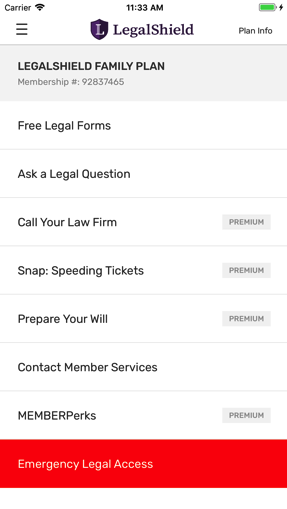 Carrier 11:33 AM
LegalShield
Plan Info
LEGALSHIELD FAMILY PLAN
Membership #: 92837465
Free Legal Forms
Ask a Legal Question
Call Your Law Firm PREMIUM
Snap: Speeding Tickets PREMIUM
Prepare Your Will PREMIUM
Contact Member Services
MEMBERPerks PREMIUM
Emergency Legal Access